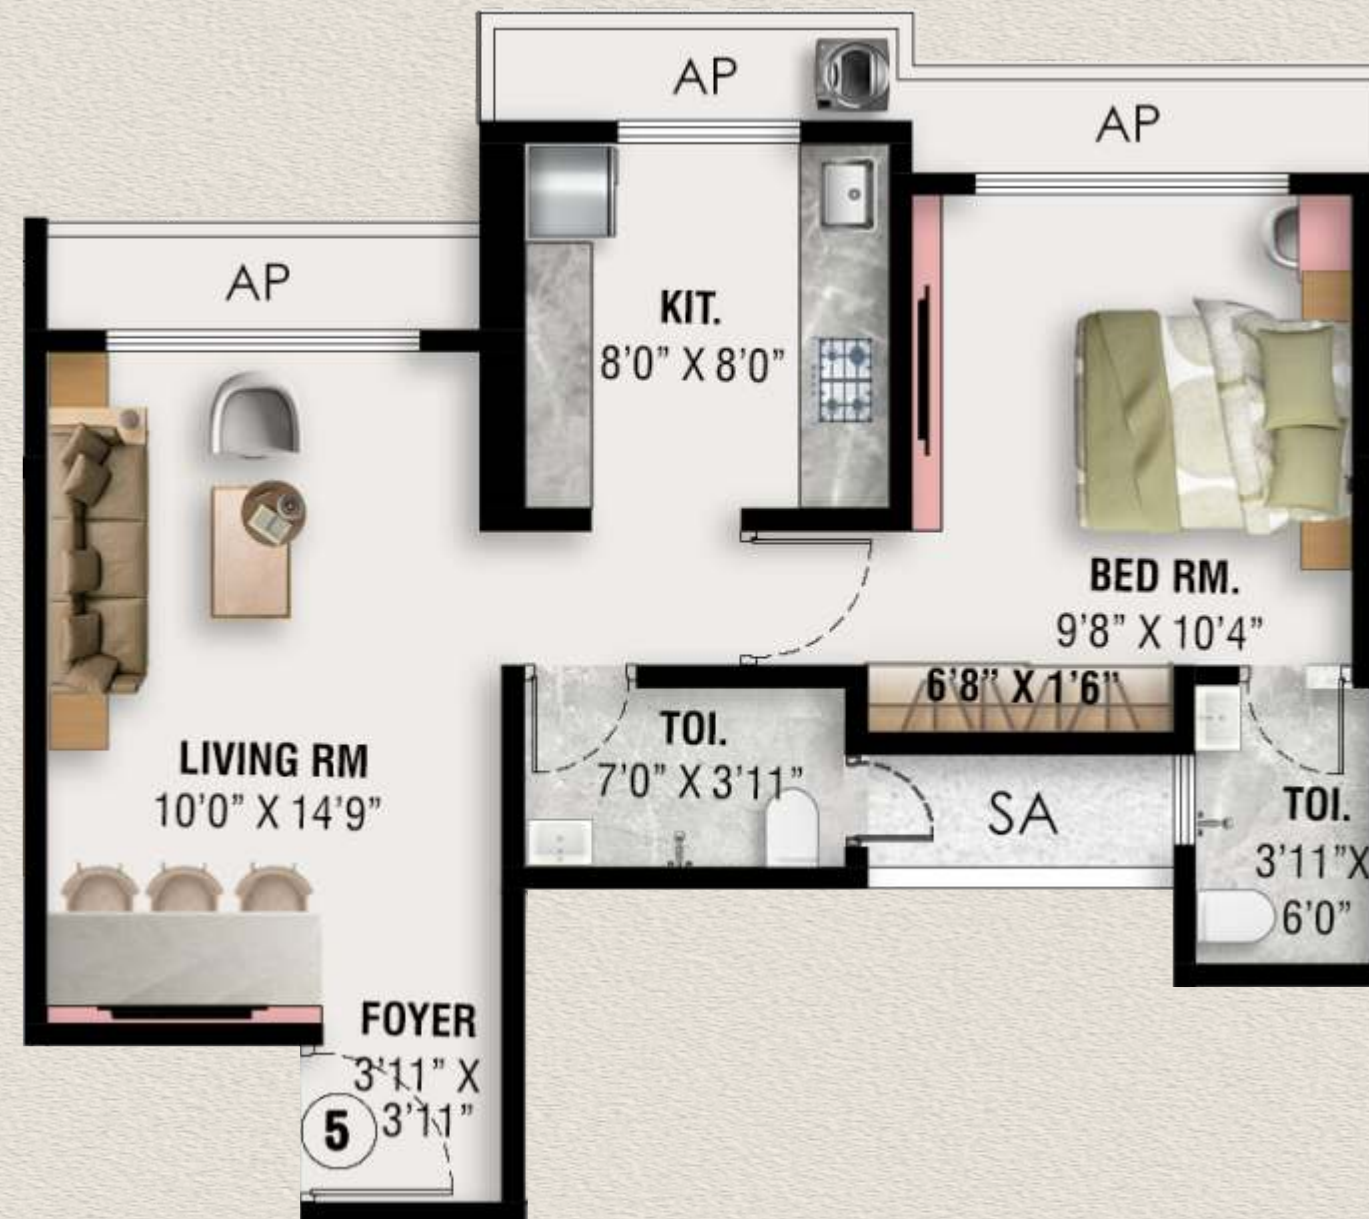 AP
AP
AP
KIT.
8'0" X 8'0"
BED RM.
9'8" X 10'4"
6'8" X 1'6"
TOI.
7'0" X 3'11"
SA
LIVING RM
10'0" X 14'9"
TOI.
3'11"X
6'0"
FOYER
3'11" X
3'11"
5